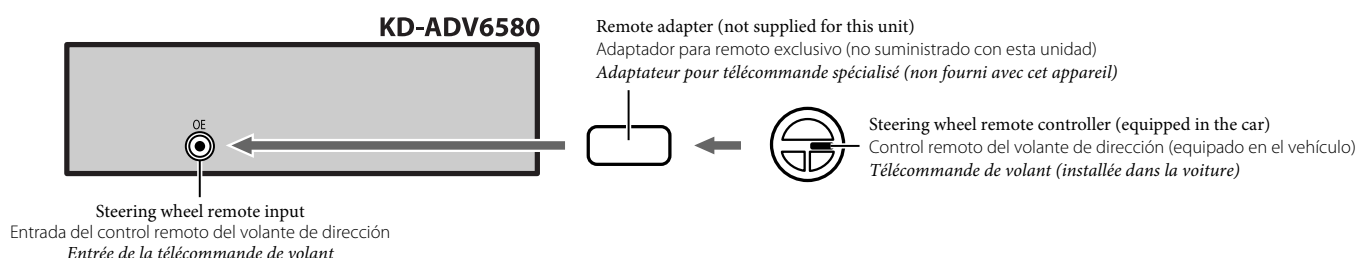 KD-ADV6580
Remote adapter (not supplied for this unit)
Adaptador para remoto exclusivo (no suministrado con esta unidad)
Adaptateur pour télécommande spécialisé (non fourni avec cet appareil)
OE
Steering wheel remote controller (equipped in the car)
Control remoto del volante de dirección (equipado en el vehículo)
Télécommande de volant (installée dans la voiture)
Steering wheel remote input
Entrada del control remoto del volante de dirección
Entrée de la télécommande de volant